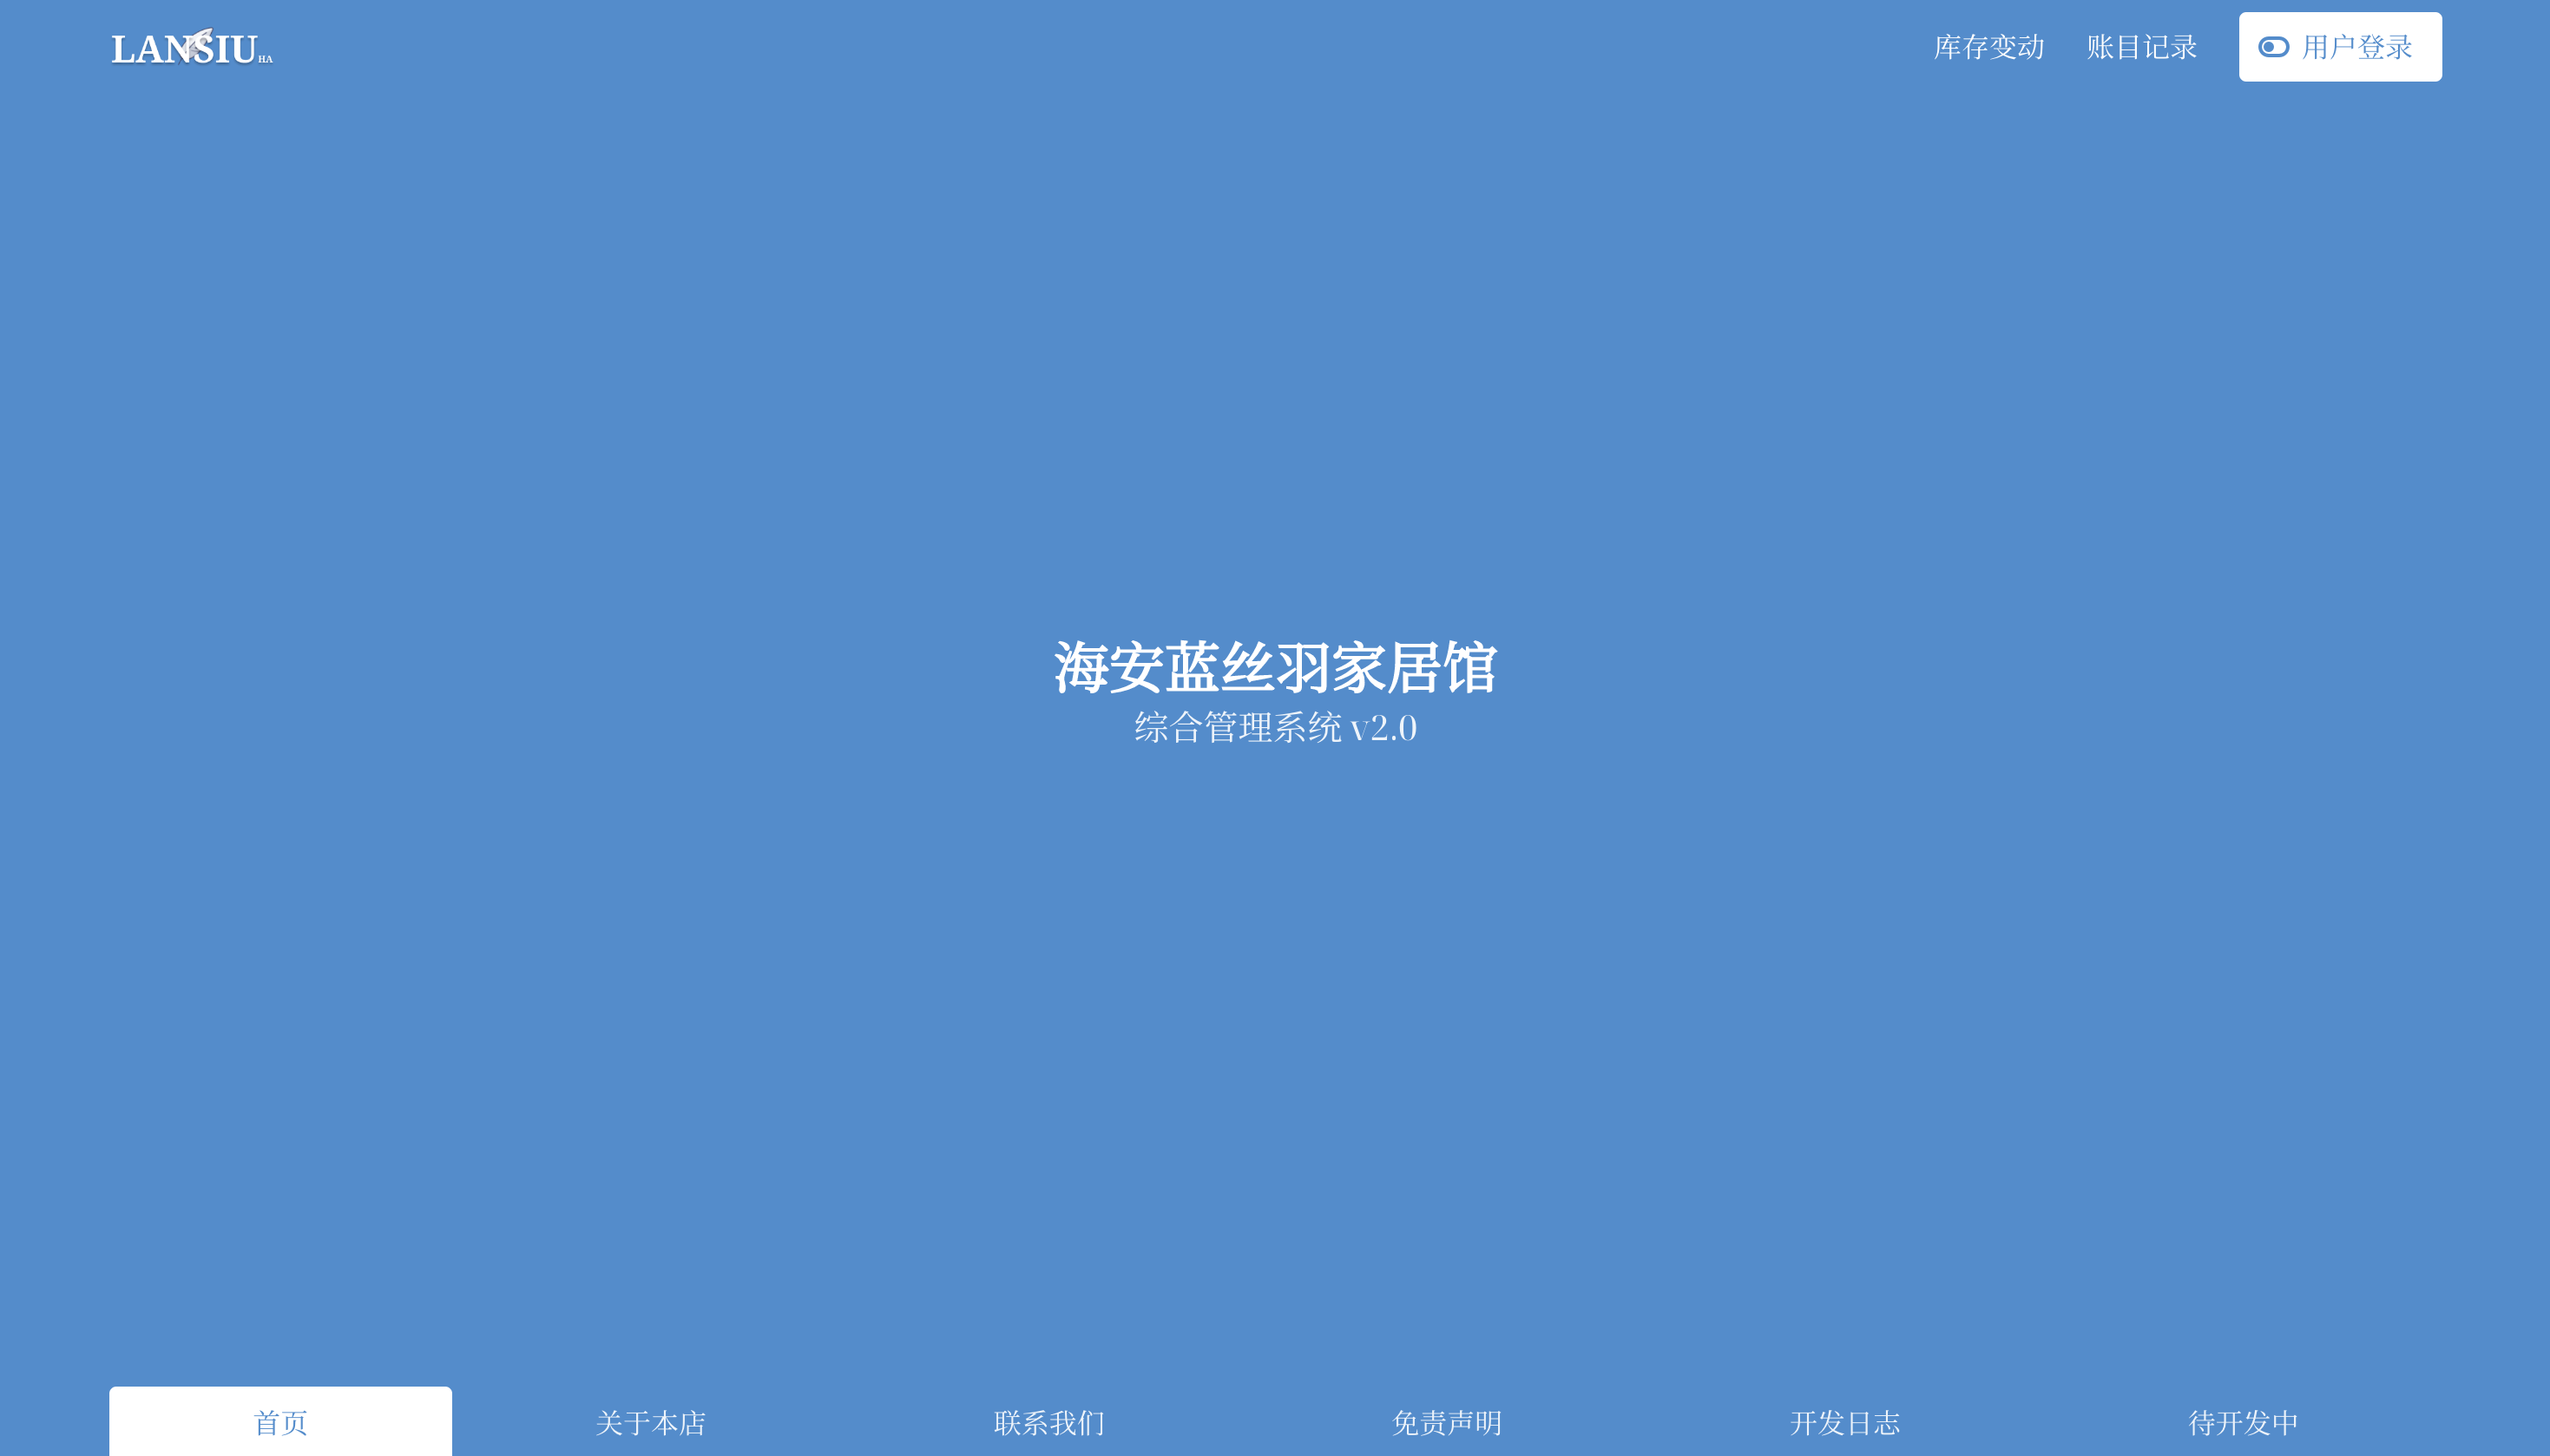 LANSIU HA
库存变动
账目记录
用户登录
海安蓝丝羽家居馆
综合管理系统 v2.0
首页
关于本店
联系我们
免责声明
开发日志
待开发中